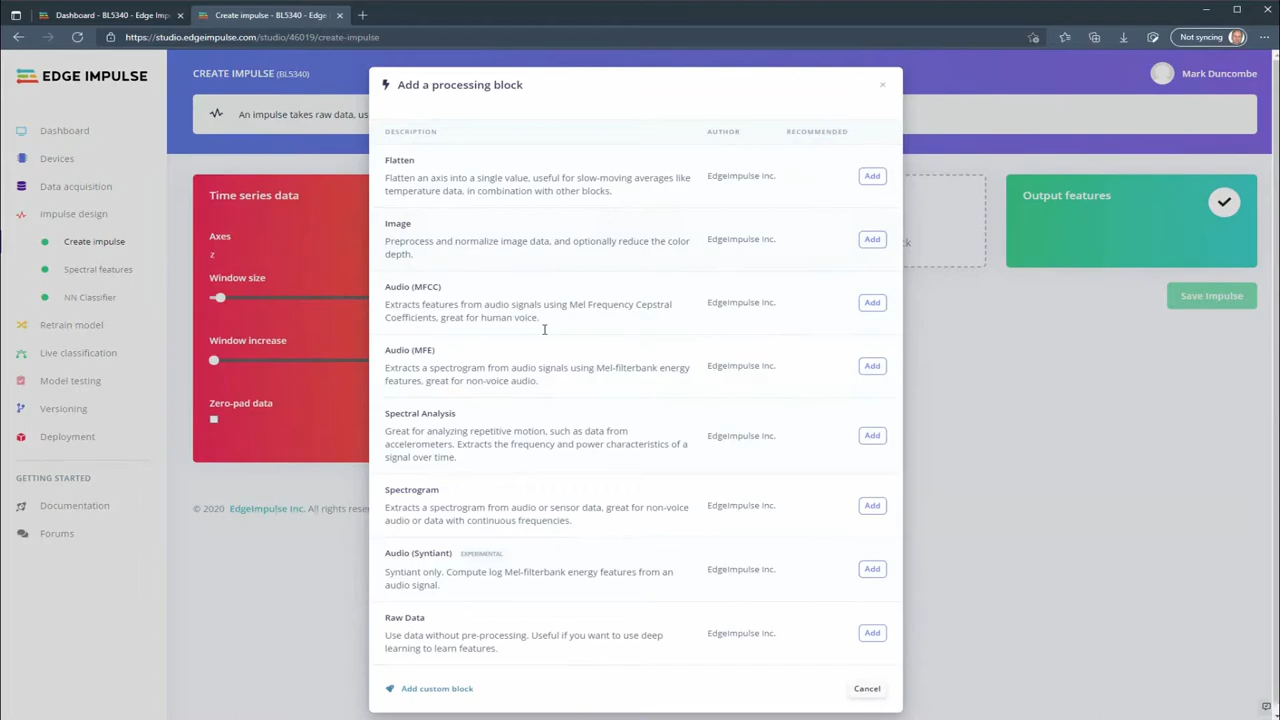 Dashboard - BL5340 - Edge Imp
Create impulse - BL5340 - Edge
https://studio.edgeimpulse.com/studio/46019/create-impulse
Not syncing
EDGE IMPULSE
Dashboard
Devices
Data acquisition
Impulse design
Create impulse
Spectral features
NN Classifier
Retrain model
Live classification
Model testing
Versioning
Deployment
GETTING STARTED
Documentation
Forums
CREATE IMPULSE (BL5340)
Mark Duncombe
An impulse takes raw data, us
Time series data
Axes
z
Window size
Window increase
Zero-pad data
© 2020 EdgeImpulse Inc. All rights rese
Add a processing block
×
DESCRIPTION AUTHOR RECOMMENDED
Flatten
Flatten an axis into a single value, useful for slow-moving averages like
temperature data, in combination with other blocks.
EdgeImpulse Inc.
Add
Image
Preprocess and normalize image data, and optionally reduce the color
depth.
EdgeImpulse Inc.
Add
Audio (MFCC)
Extracts features from audio signals using Mel Frequency Cepstral
Coefficients, great for human voice.
EdgeImpulse Inc.
Add
Audio (MFE)
Extracts a spectrogram from audio signals using Mel-filterbank energy
features, great for non-voice audio.
EdgeImpulse Inc.
Add
Spectral Analysis
Great for analyzing repetitive motion, such as data from
accelerometers. Extracts the frequency and power characteristics of a
signal over time.
EdgeImpulse Inc.
Add
Spectrogram
Extracts a spectrogram from audio or sensor data, great for non-voice
audio or data with continuous frequencies.
EdgeImpulse Inc.
Add
Audio (Syntiant) EXPERIMENTAL
Syntiant only. Compute log Mel-filterbank energy features from an
audio signal.
EdgeImpulse Inc.
Add
Raw Data
Use data without pre-processing. Useful if you want to use deep
learning to learn features.
EdgeImpulse Inc.
Add
Add custom block
Cancel
ck
Output features
Save Impulse